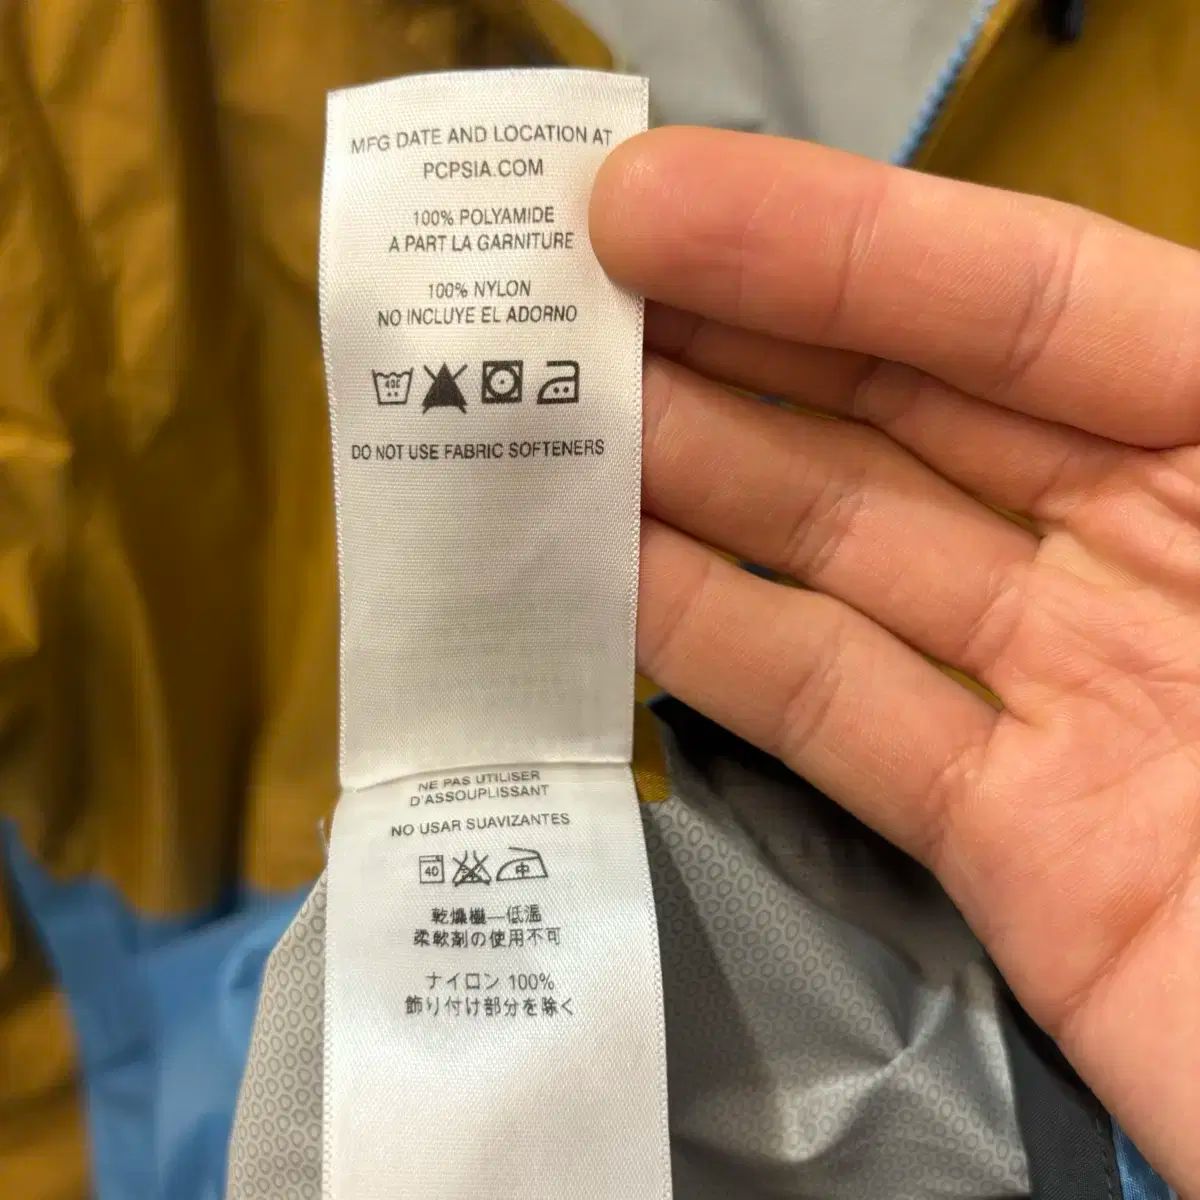 MFG DATE AND LOCATION AT
PCPSIA.COM
100% POLYAMIDE
A PART LA GARNITURE
100% NYLON
NO INCLUYE EL ADORNO
40C
DO NOT USE FABRIC SOFTENERS
NE PAS UTILISER
D'ASSOUPLISSANT
NO USAR SUAVIZANTES
40 中
乾燥機—低温
柔軟剤の使用不可
ナイロン 100%
飾り付け部分を除く